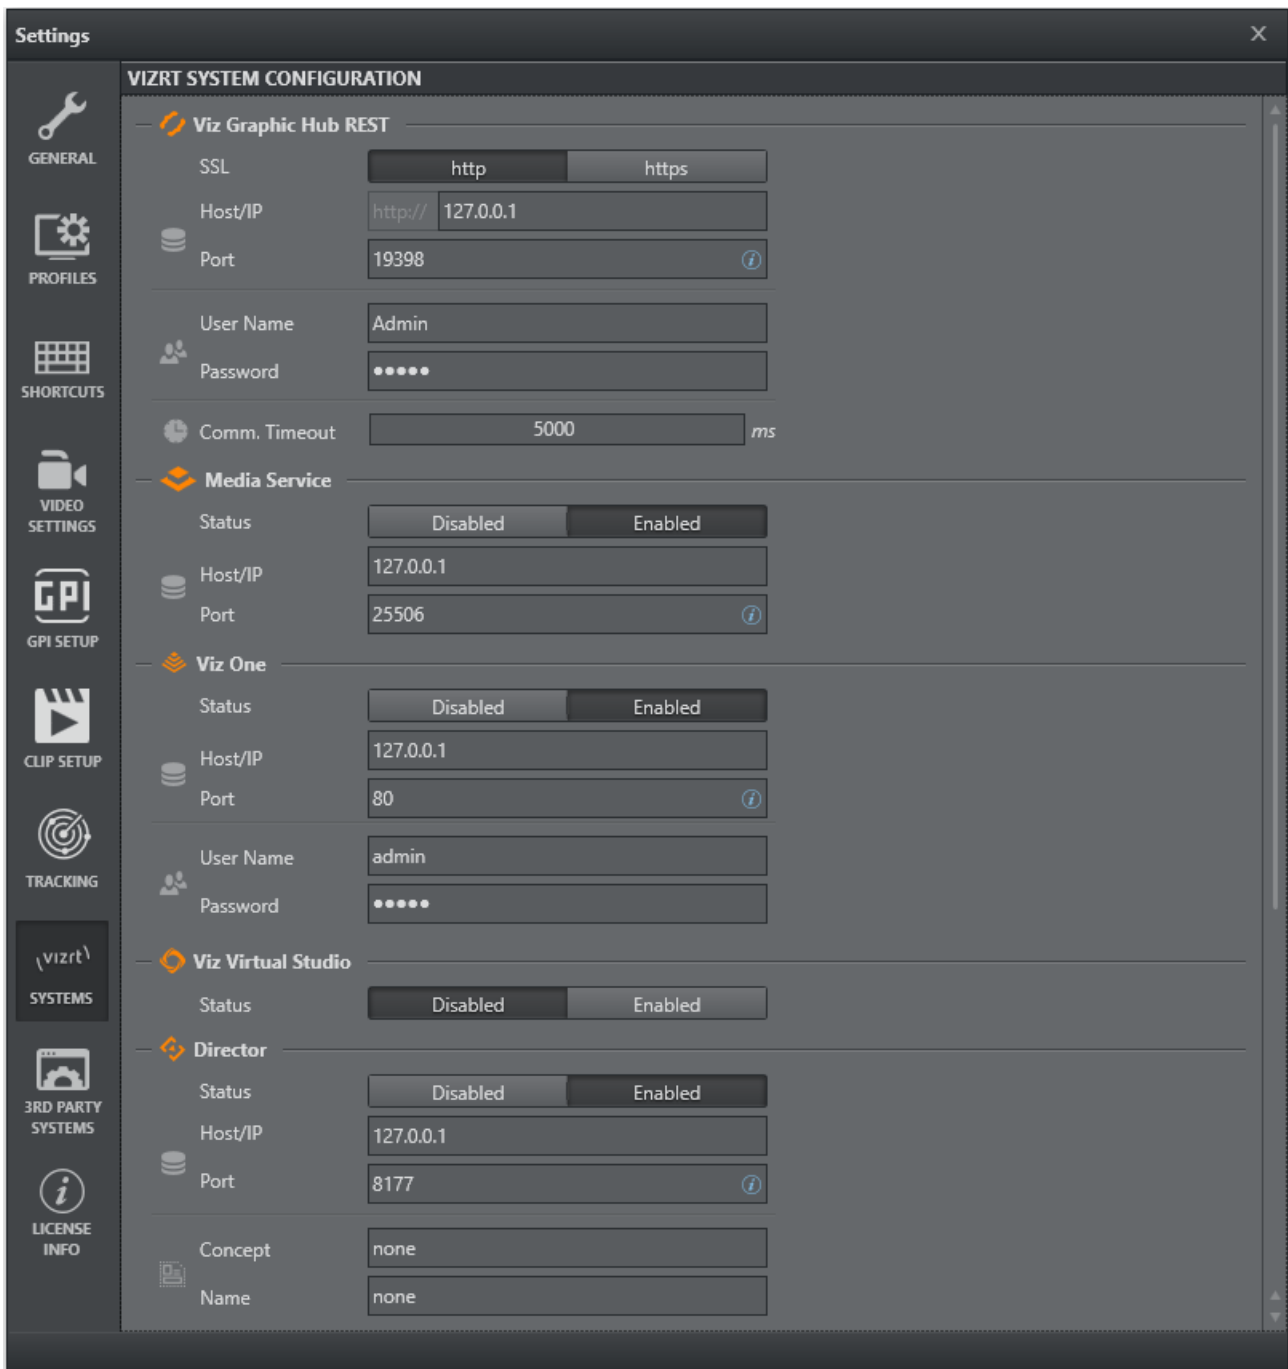 Settings
VIZRT SYSTEM CONFIGURATION
GENERAL
PROFILES
SHORTCUTS
VIDEO
SETTINGS
GPI
GPI SETUP
CLIP SETUP
TRACKING
vizrt
SYSTEMS
3RD PARTY
SYSTEMS
LICENSE
INFO
Viz Graphic Hub REST
SSL http https
Host/IP http:// 127.0.0.1
Port 19398
User Name Admin
Password •••••
Comm. Timeout 5000 ms
Media Service
Status Disabled Enabled
Host/IP 127.0.0.1
Port 25506
Viz One
Status Disabled Enabled
Host/IP 127.0.0.1
Port 80
User Name admin
Password •••••
Viz Virtual Studio
Status Disabled Enabled
Director
Status Disabled Enabled
Host/IP 127.0.0.1
Port 8177
Concept none
Name none